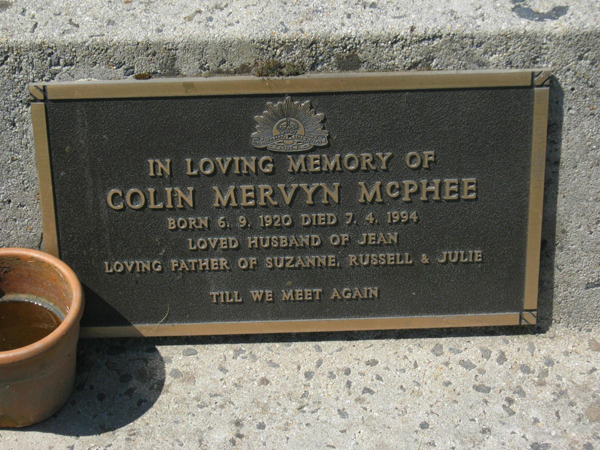 IN LOVING MEMORY OF
COLIN MERVYN McPHEE
BORN 6. 9. 1920 DIED 7. 4. 1994
LOVED HUSBAND OF JEAN
LOVING FATHER OF SUZANNE, RUSSELL & JULIE
TILL WE MEET AGAIN